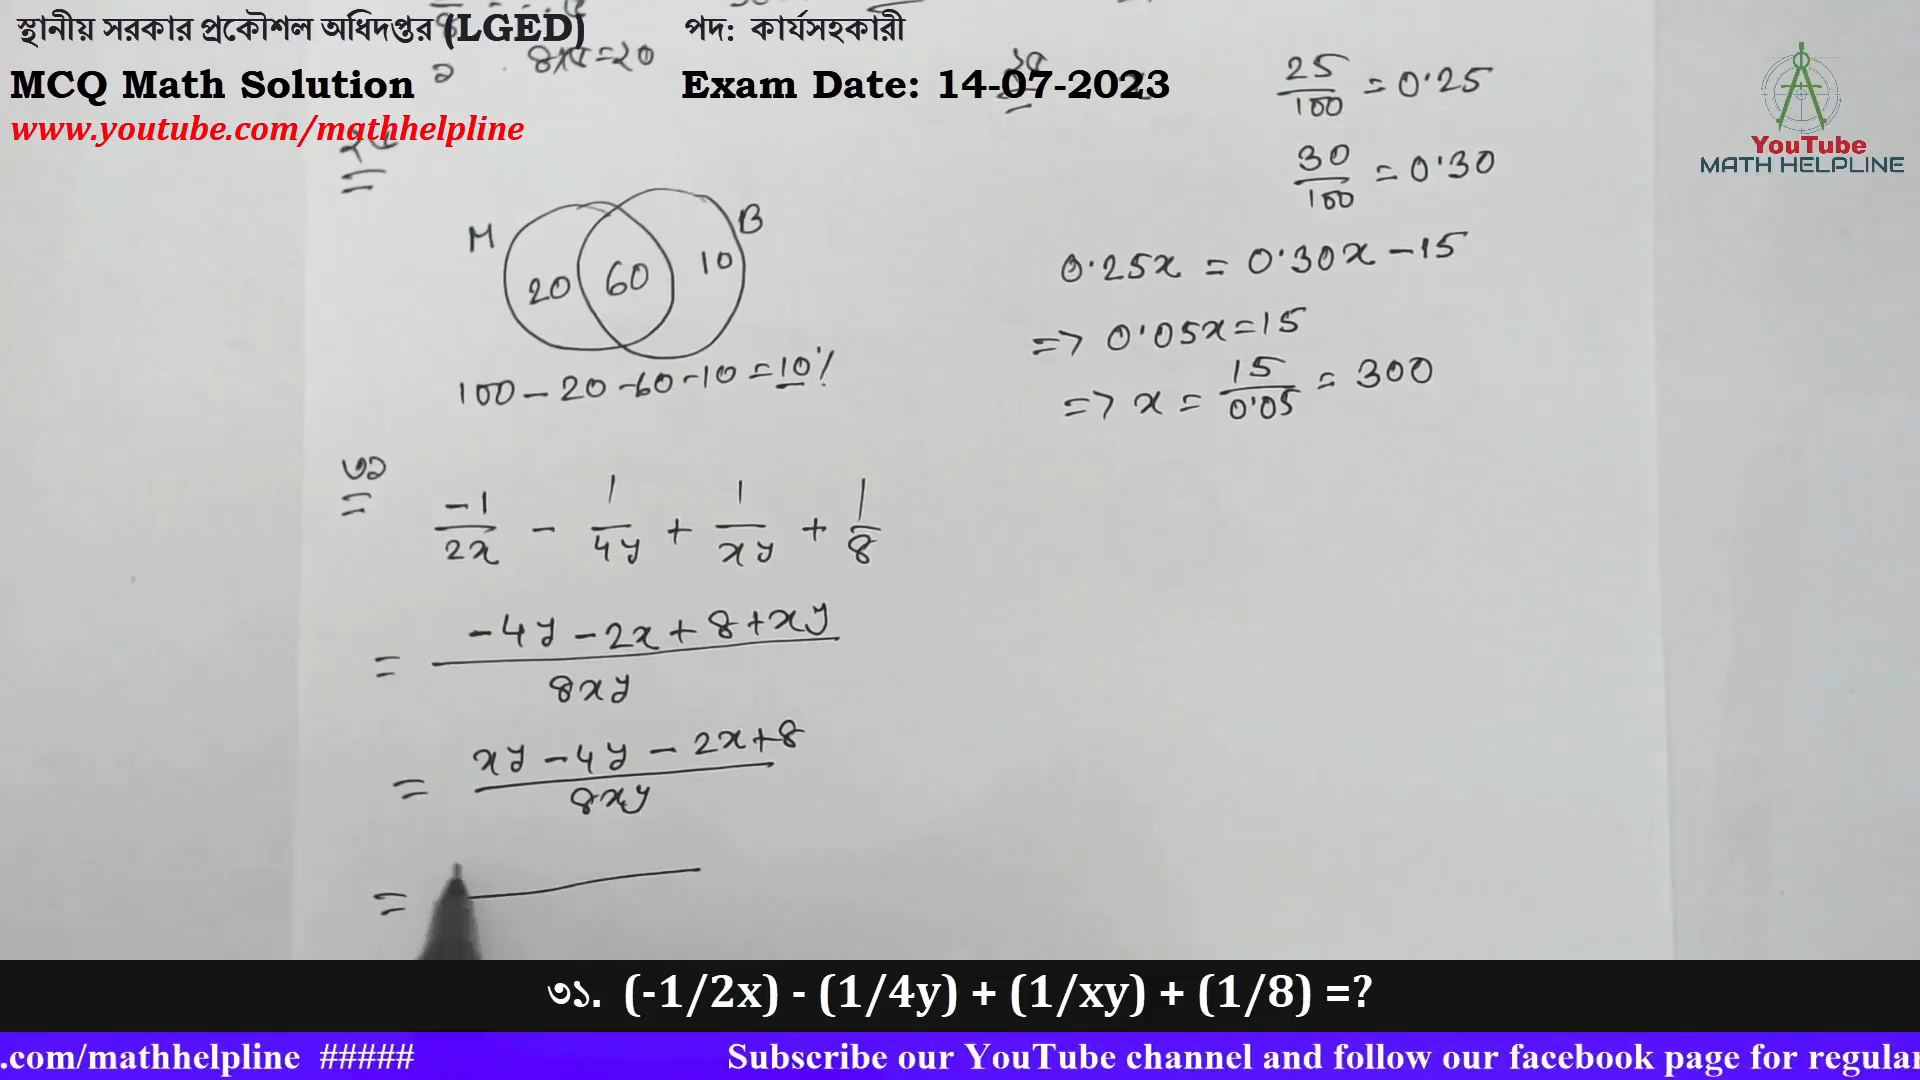 স্থানীয় সরকার প্রকৌশল অধিদপ্তর (LGED)
পদ: কার্যসহকারী
MCQ Math Solution
Exam Date: 14-07-2023
www.youtube.com/mathhelpline
YouTube
MATH HELPLINE
M
B
20 60 10
100 - 20 - 60 - 10 = 10%
25/100 = 0.25
30/100 = 0.30
0.25x = 0.30x - 15
=> 0.05x = 15
=> x = 15/0.05 = 300
৩১
-1/2x - 1/4y + 1/xy + 1/8
= -4y - 2x + 8 + xy / 8xy
= xy - 4y - 2x + 8 / 8xy
=
৩১. (-1/2x) - (1/4y) + (1/xy) + (1/8) =?
.com/mathhelpline ##### Subscribe our YouTube channel and follow our facebook page for regular